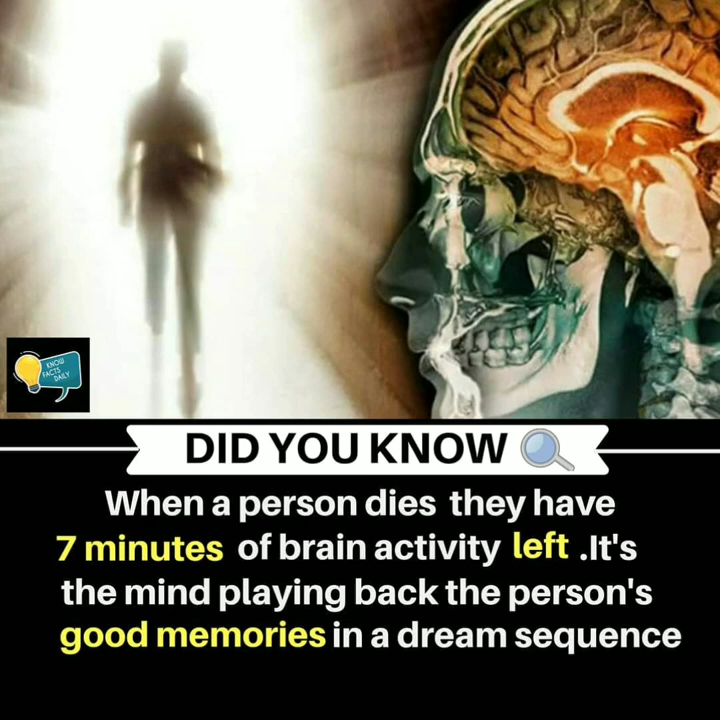 KNOW
FACTS
DAILY
DID YOU KNOW
When a person dies they have
7 minutes of brain activity left .It's
the mind playing back the person's
good memories in a dream sequence